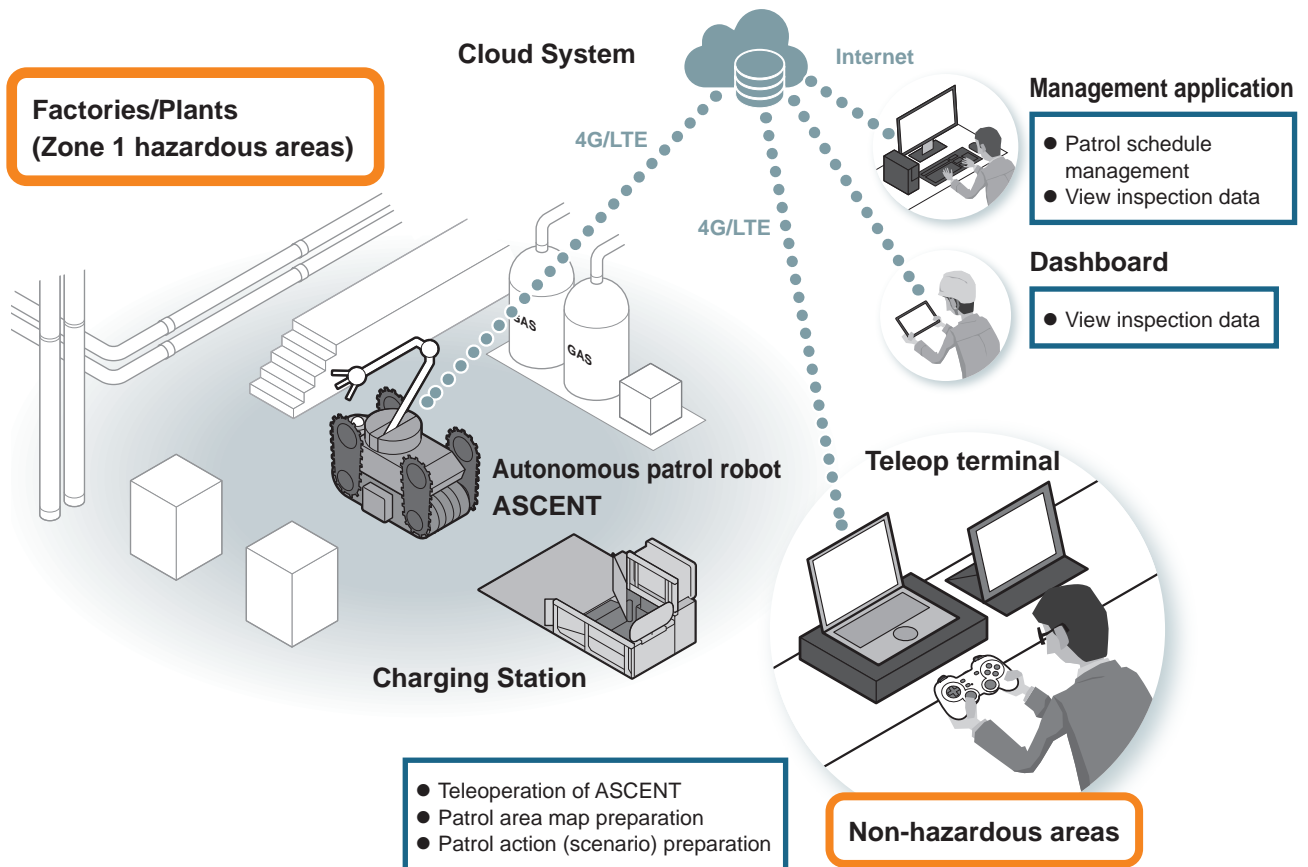 Cloud System
Internet
Factories/Plants
(Zone 1 hazardous areas)
4G/LTE
4G/LTE
Management application
● Patrol schedule
management
● View inspection data
Dashboard
● View inspection data
GAS
GAS
Autonomous patrol robot
ASCENT
Teleop terminal
Charging Station
● Teleoperation of ASCENT
● Patrol area map preparation
● Patrol action (scenario) preparation
Non-hazardous areas